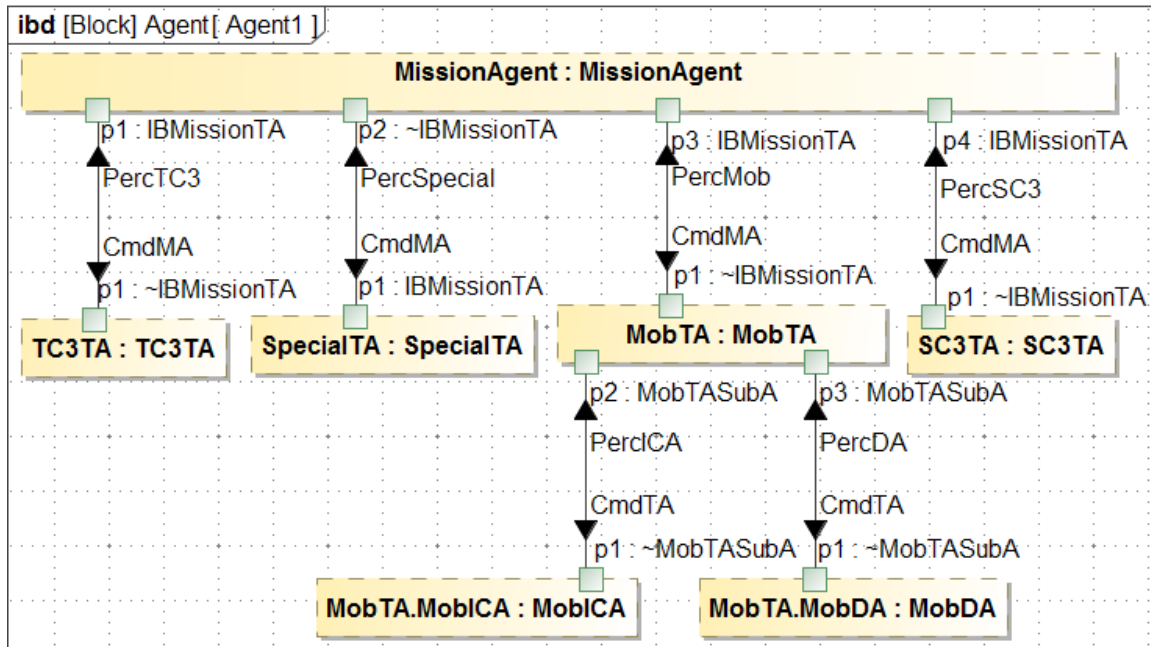 ibd [Block] Agent[ Agent1 ]
MissionAgent : MissionAgent
p1 : IBMissionTA
p2 : ~IBMissionTA
p3 : IBMissionTA
p4 : IBMissionTA
PercTC3
PercSpecial
PercMob
PercSC3
CmdMA
CmdMA
CmdMA
CmdMA
p1 : ~IBMissionTA
p1 : IBMissionTA
p1 : ~IBMissionTA
p1 : ~IBMissionTA
TC3TA : TC3TA
SpecialTA : SpecialTA
MobTA : MobTA
SC3TA : SC3TA
p2 : MobTASubA
p3 : MobTASubA
PercICA
PercDA
CmdTA
CmdTA
p1 : ~MobTASubA
p1 : ~MobTASubA
MobTA.MobICA : MobICA
MobTA.MobDA : MobDA